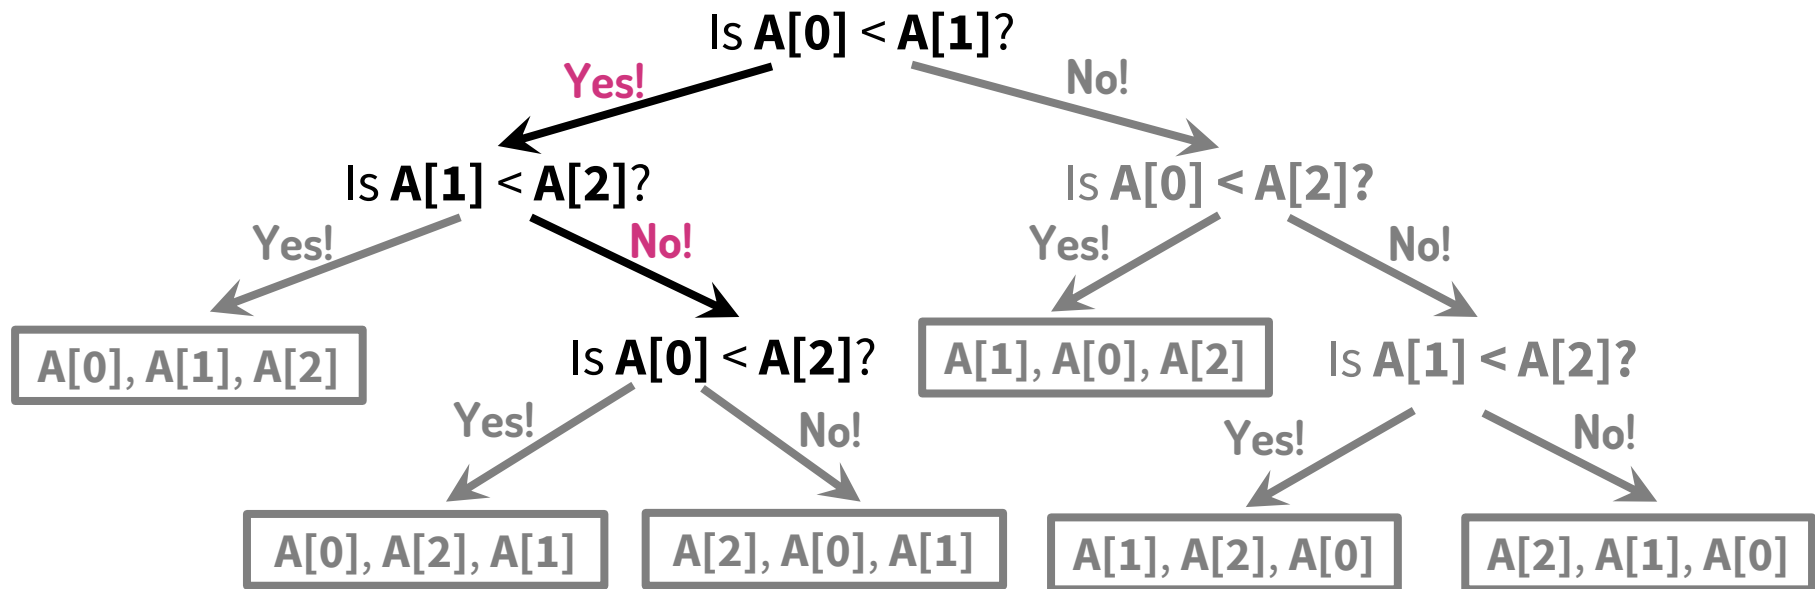 Is A[0] < A[1]?
Yes!
No!
Is A[1] < A[2]?
Is A[0] < A[2]?
Yes!
No!
Yes!
No!
A[0], A[1], A[2]
Is A[0] < A[2]?
A[1], A[0], A[2]
Is A[1] < A[2]?
Yes!
No!
Yes!
No!
A[0], A[2], A[1]
A[2], A[0], A[1]
A[1], A[2], A[0]
A[2], A[1], A[0]